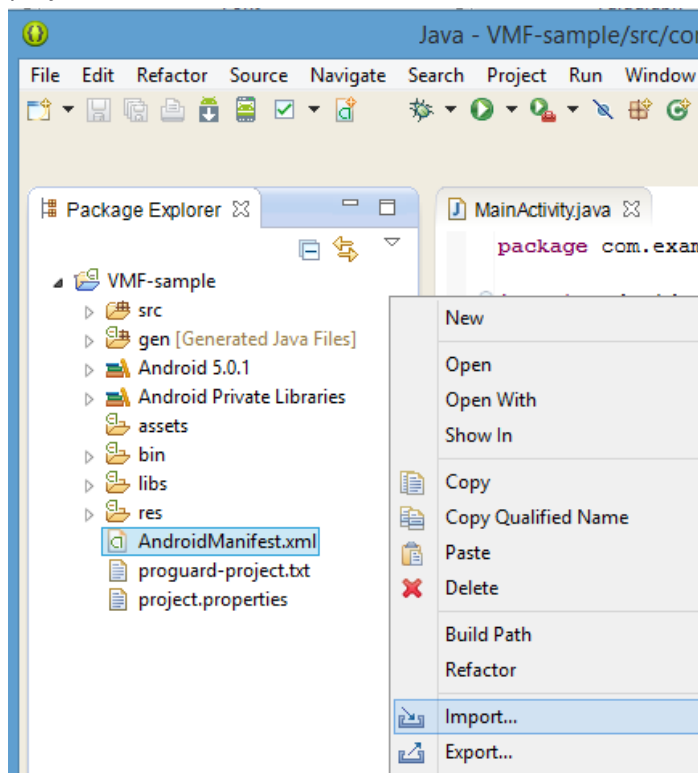 Java - VMF-sample/src/com
File Edit Refactor Source Navigate Search Project Run Window
Package Explorer
MainActivity.java
package com.exam
VMF-sample
src
gen [Generated Java Files]
Android 5.0.1
Android Private Libraries
assets
bin
libs
res
AndroidManifest.xml
proguard-project.txt
project.properties
New
Open
Open With
Show In
Copy
Copy Qualified Name
Paste
Delete
Build Path
Refactor
Import...
Export...